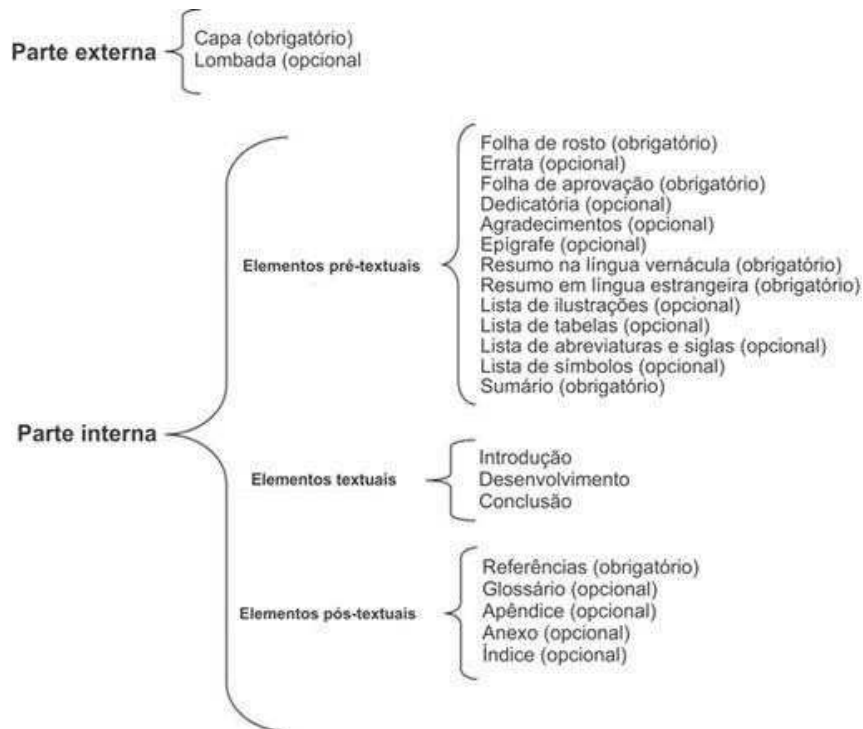 Parte externa
Capa (obrigatório)
Lombada (opcional
Parte interna
Elementos pré-textuais
Folha de rosto (obrigatório)
Errata (opcional)
Folha de aprovação (obrigatório)
Dedicatória (opcional)
Agradecimentos (opcional)
Epígrafe (opcional)
Resumo na língua vernácula (obrigatório)
Resumo em língua estrangeira (obrigatório)
Lista de ilustrações (opcional)
Lista de tabelas (opcional)
Lista de abreviaturas e siglas (opcional)
Lista de símbolos (opcional)
Sumário (obrigatório)
Elementos textuais
Introdução
Desenvolvimento
Conclusão
Elementos pós-textuais
Referências (obrigatório)
Glossário (opcional)
Apêndice (opcional)
Anexo (opcional)
Índice (opcional)